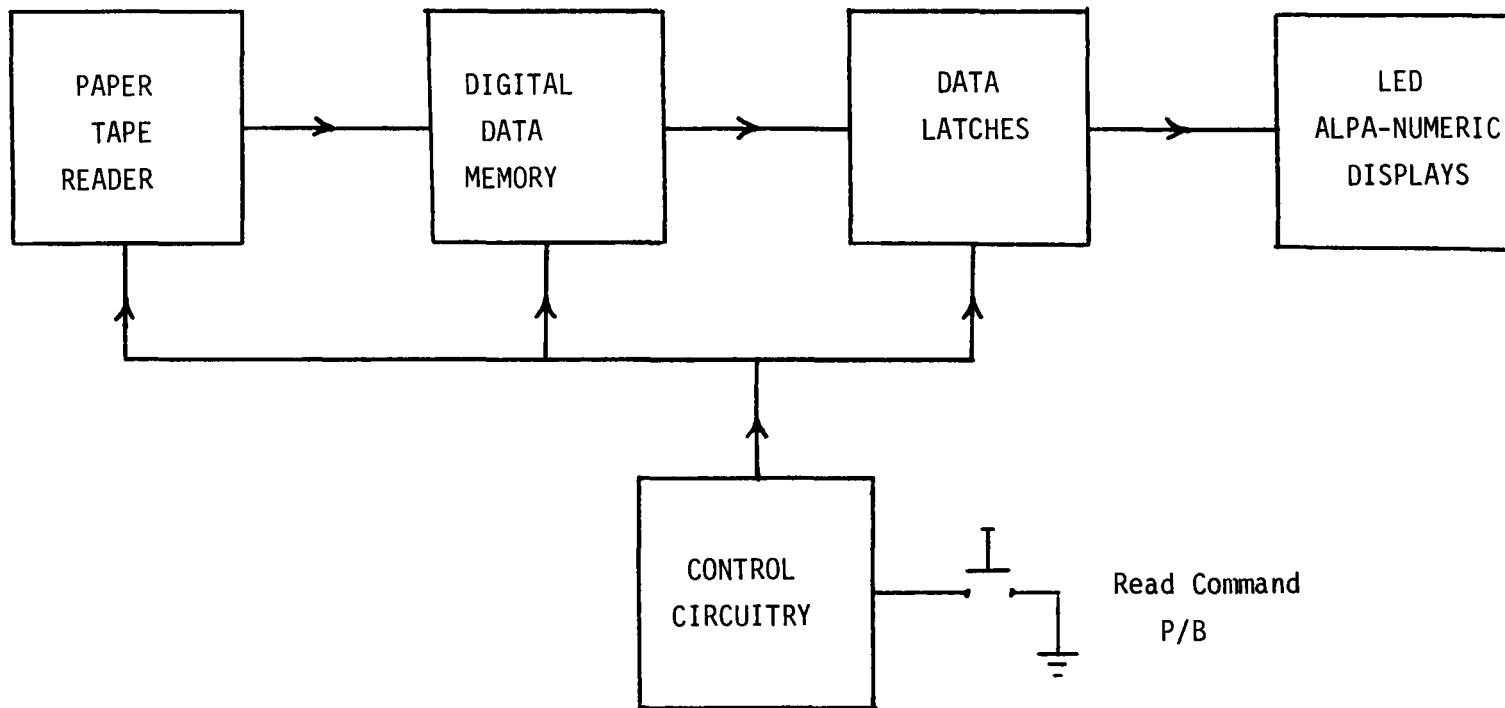 PAPER
TAPE
READER
DIGITAL
DATA
MEMORY
DATA
LATCHES
LED
ALPA-NUMERIC
DISPLAYS
CONTROL
CIRCUITRY
Read Command
P/B